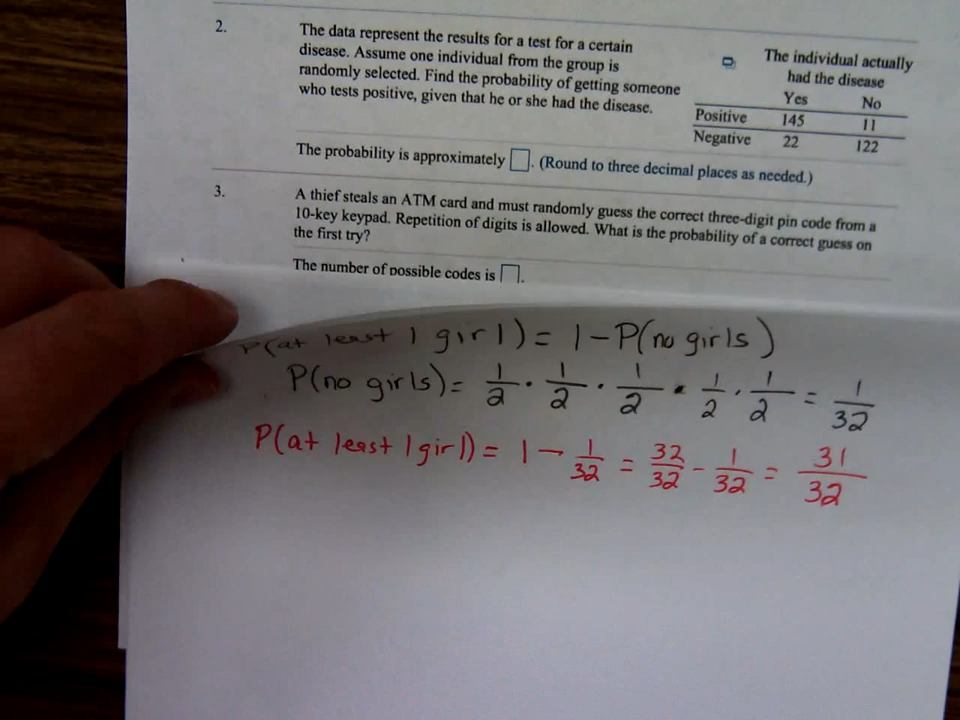 2.
The data represent the results for a test for a certain
disease. Assume one individual from the group is
randomly selected. Find the probability of getting someone
who tests positive, given that he or she had the disease.
The individual actually
had the disease
Yes No
Positive 145 11
Negative 22 122
The probability is approximately □. (Round to three decimal places as needed.)
3.
A thief steals an ATM card and must randomly guess the correct three-digit pin code from a
10-key keypad. Repetition of digits is allowed. What is the probability of a correct guess on
the first try?
The number of possible codes is □.
P(at least 1 girl) = 1 - P(no girls)
P(no girls) = 1/2 · 1/2 · 1/2 · 1/2 · 1/2 = 1/32
P(at least 1 girl) = 1 - 1/32 = 32/32 - 1/32 = 31/32